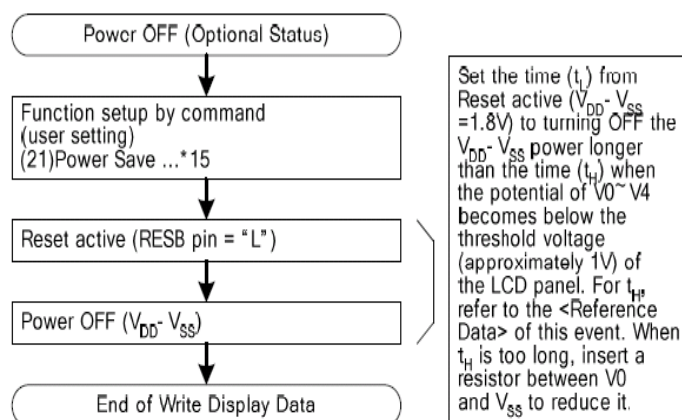 Power OFF (Optional Status)
Function setup by command
(user setting)
(21)Power Save ...*15
Reset active (RESB pin = “L”)
Power OFF (VDD- VSS)
End of Write Display Data
Set the time (tL) from
Reset active (VDD- VSS
=1.8V) to turning OFF the
VDD- VSS power longer
than the time (tH) when
the potential of V0~ V4
becomes below the
threshold voltage
(approximately 1V) of
the LCD panel. For tH,
refer to the <Reference
Data> of this event. When
tH is too long, insert a
resistor between V0
and VSS to reduce it.